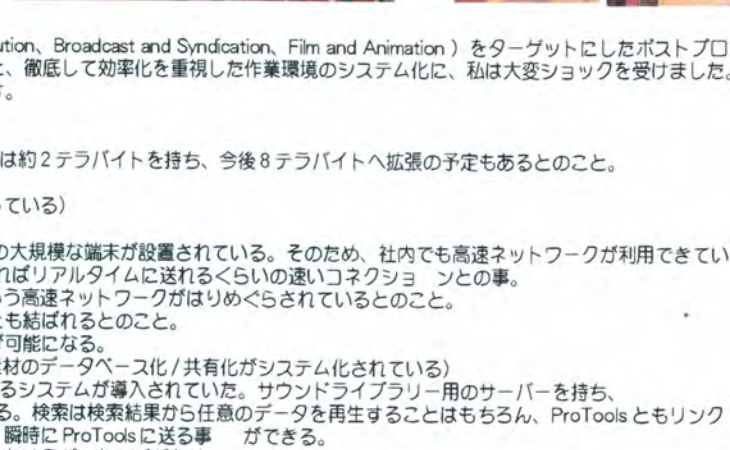 ution、Broadcast and Syndication、Film and Animation ）をターゲットにしたポストプロ
、徹底して効率化を重視した作業環境のシステム化に、私は大変ショックを受けました。
す。
は約２テラバイトを持ち、今後８テラバイトへ拡張の予定もあるとのこと。
ている）
の大規模な端末が設置されている。そのため、社内でも高速ネットワークが利用できてい
ればリアルタイムに送れるくらいの速いコネクショ　ンとの事。
う高速ネットワークがはりめぐらされているとのこと。
も結ばれるとのこと。
が可能になる。
材のデータベース化/共有化がシステム化されている）
るシステムが導入されていた。サウンドライブラリー用のサーバーを持ち、
る。検索は検索結果から任意のデータを再生することはもちろん、ProToolsともリンク
瞬時にProToolsに送る事　ができる。